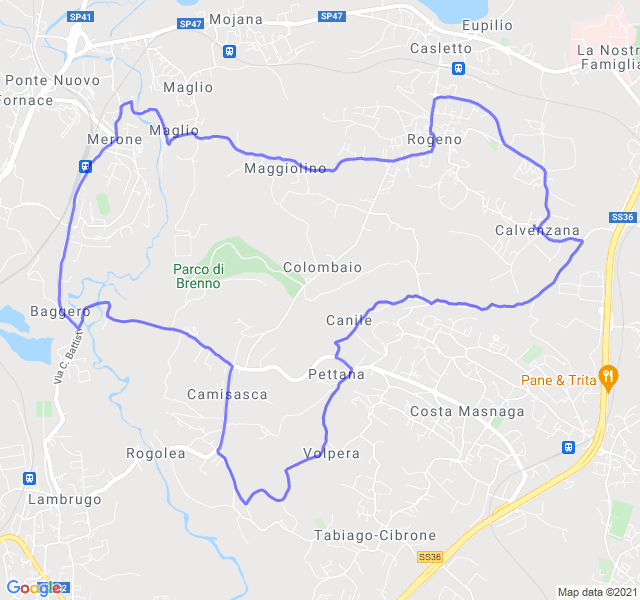 SP41
Mojana
SP47
SP47
Eupilio
Casletto
La Nostr
Famigli
Ponte Nuovo
Fornace
Maglio
Maglio
Merone
Rogeno
Maggiolino
SS36
Calvenzana
Parco di
Brenno
Colombaio
Baggero
Canile
Via C. Battisti
Pettana
Pane & Trita
Camisasca
Costa Masnaga
Rogolea
Volpera
Lambrugo
Tabiago-Cibrone
SS36
Google
Map data ©2021